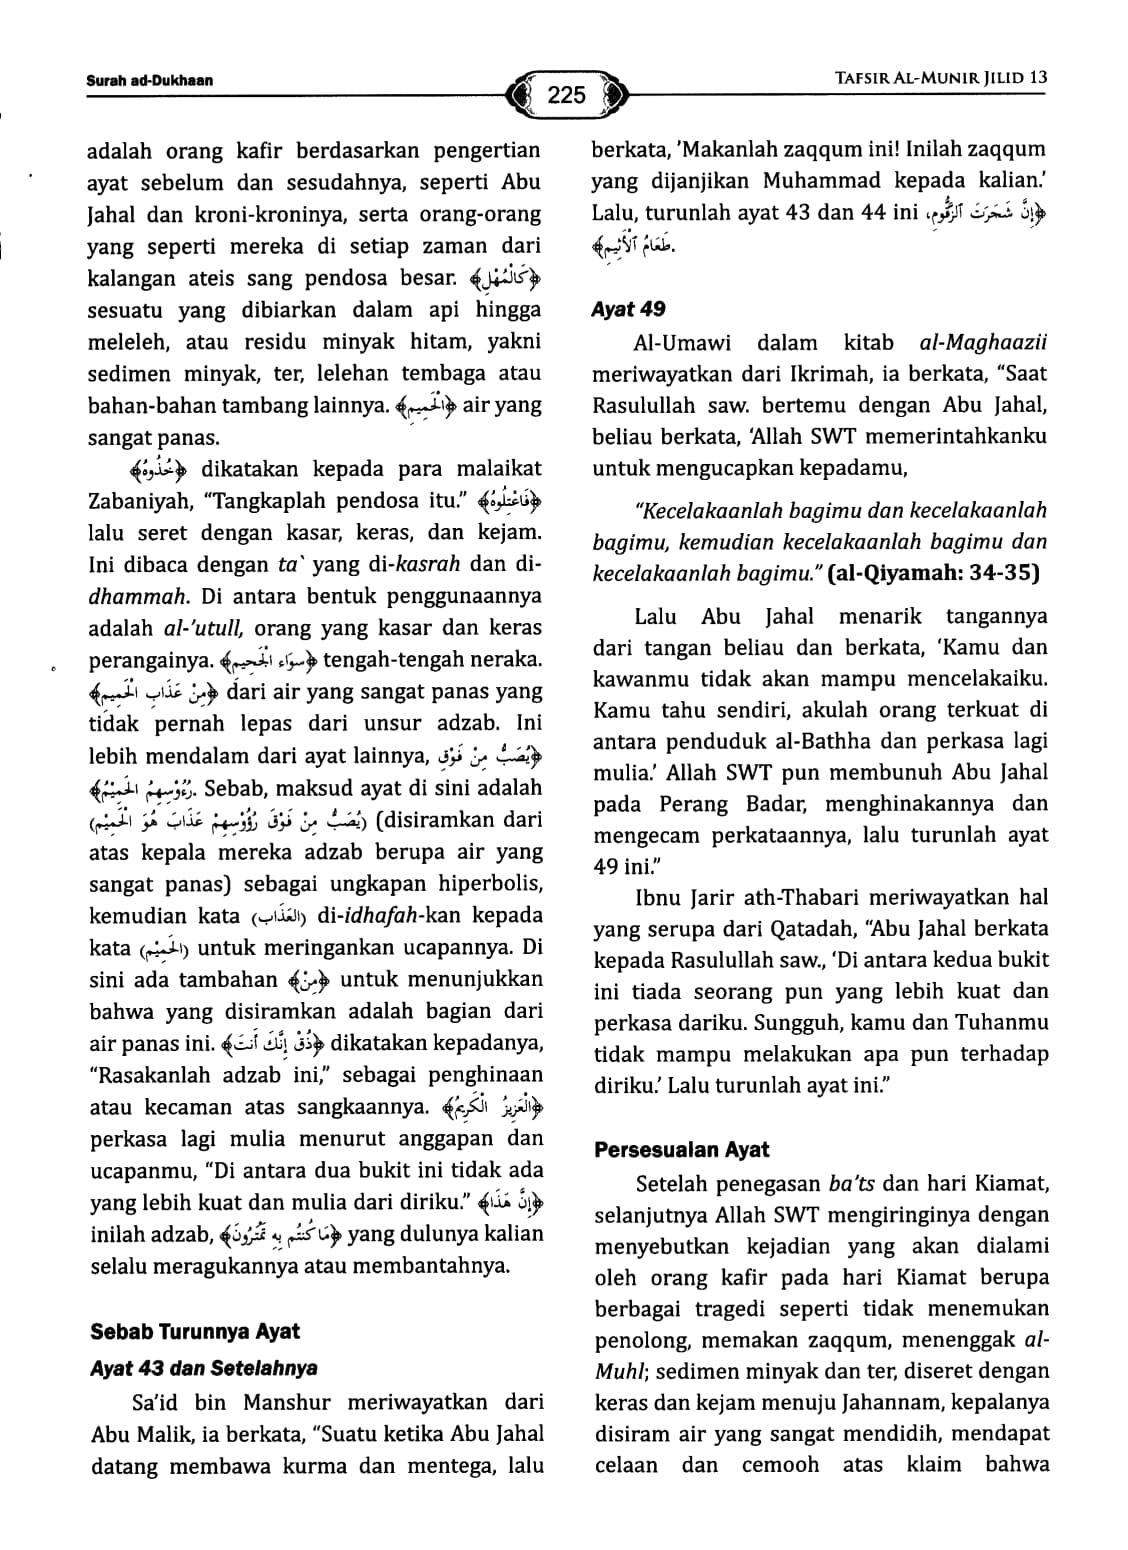 Surah ad-Dukhaan
225
TAFSIR AL-MUNIR JILID 13
adalah orang kafir berdasarkan pengertian
ayat sebelum dan sesudahnya, seperti Abu
Jahal dan kroni-kroninya, serta orang-orang
yang seperti mereka di setiap zaman dari
kalangan ateis sang pendosa besar. ﴿كَالْمُهْلِ﴾
sesuatu yang dibiarkan dalam api hingga
meleleh, atau residu minyak hitam, yakni
sedimen minyak, ter, lelehan tembaga atau
bahan-bahan tambang lainnya. ﴿الْحَمِيمِ﴾ air yang
sangat panas.
﴿خُذُوهُ﴾ dikatakan kepada para malaikat
Zabaniyah, “Tangkaplah pendosa itu.” ﴿فَاعْتِلُوهُ﴾
lalu seret dengan kasar, keras, dan kejam.
Ini dibaca dengan ta` yang di-kasrah dan di-
dhammah. Di antara bentuk penggunaannya
adalah al-'utull, orang yang kasar dan keras
perangainya. ﴿سَوَاءِ الْجَحِيمِ﴾ tengah-tengah neraka.
﴿مِنْ عَذَابِ الْحَمِيمِ﴾ dari air yang sangat panas yang
tidak pernah lepas dari unsur adzab. Ini
lebih mendalam dari ayat lainnya, ﴿يُصَبُّ مِنْ فَوْقِ
رُءُوْسِهِمُ الْحَمِيْمُ﴾. Sebab, maksud ayat di sini adalah
(يُصَبُّ مِنْ فَوْقَ رُؤُوْسِهِمْ عَذَابَ هُوَ الْحَمِيْم) (disiramkan dari
atas kepala mereka adzab berupa air yang
sangat panas) sebagai ungkapan hiperbolis,
kemudian kata (العَذَاب) di-idhafah-kan kepada
kata (الحَمِيْم) untuk meringankan ucapannya. Di
sini ada tambahan ﴿مِنْ﴾ untuk menunjukkan
bahwa yang disiramkan adalah bagian dari
air panas ini. ﴿ذُقْ إِنَّكَ أَنتَ﴾ dikatakan kepadanya,
“Rasakanlah adzab ini,” sebagai penghinaan
atau kecaman atas sangkaannya. ﴿الْعَزِيزُ الْكَرِيمُ﴾
perkasa lagi mulia menurut anggapan dan
ucapanmu, “Di antara dua bukit ini tidak ada
yang lebih kuat dan mulia dari diriku.” ﴿إِنَّ هَذَا﴾
inilah adzab, ﴿مَا كُنتُم بِهِ تَمْتَرُونَ﴾ yang dulunya kalian
selalu meragukannya atau membantahnya.
Sebab Turunnya Ayat
Ayat 43 dan Setelahnya
Sa'id bin Manshur meriwayatkan dari
Abu Malik, ia berkata, “Suatu ketika Abu Jahal
datang membawa kurma dan mentega, lalu
berkata, 'Makanlah zaqqum ini! Inilah zaqqum
yang dijanjikan Muhammad kepada kalian.'
Lalu, turunlah ayat 43 dan 44 ini ﴿إِنَّ شَجَرَتَ ٱلزَّقُّومِ،
طَعَامُ ٱلْأَثِيمِ﴾.
Ayat 49
Al-Umawi dalam kitab al-Maghaazii
meriwayatkan dari Ikrimah, ia berkata, “Saat
Rasulullah saw. bertemu dengan Abu Jahal,
beliau berkata, 'Allah SWT memerintahkanku
untuk mengucapkan kepadamu,
“Kecelakaanlah bagimu dan kecelakaanlah
bagimu, kemudian kecelakaanlah bagimu dan
kecelakaanlah bagimu.” (al-Qiyamah: 34-35)
Lalu Abu Jahal menarik tangannya
dari tangan beliau dan berkata, 'Kamu dan
kawanmu tidak akan mampu mencelakaiku.
Kamu tahu sendiri, akulah orang terkuat di
antara penduduk al-Bathha dan perkasa lagi
mulia.' Allah SWT pun membunuh Abu Jahal
pada Perang Badar, menghinakannya dan
mengecam perkataannya, lalu turunlah ayat
49 ini.”
Ibnu Jarir ath-Thabari meriwayatkan hal
yang serupa dari Qatadah, “Abu Jahal berkata
kepada Rasulullah saw., 'Di antara kedua bukit
ini tiada seorang pun yang lebih kuat dan
perkasa dariku. Sungguh, kamu dan Tuhanmu
tidak mampu melakukan apa pun terhadap
diriku.' Lalu turunlah ayat ini.”
Persesualan Ayat
Setelah penegasan ba'ts dan hari Kiamat,
selanjutnya Allah SWT mengiringinya dengan
menyebutkan kejadian yang akan dialami
oleh orang kafir pada hari Kiamat berupa
berbagai tragedi seperti tidak menemukan
penolong, memakan zaqqum, menenggak al-
Muhl; sedimen minyak dan ter, diseret dengan
keras dan kejam menuju Jahannam, kepalanya
disiram air yang sangat mendidih, mendapat
celaan dan cemooh atas klaim bahwa